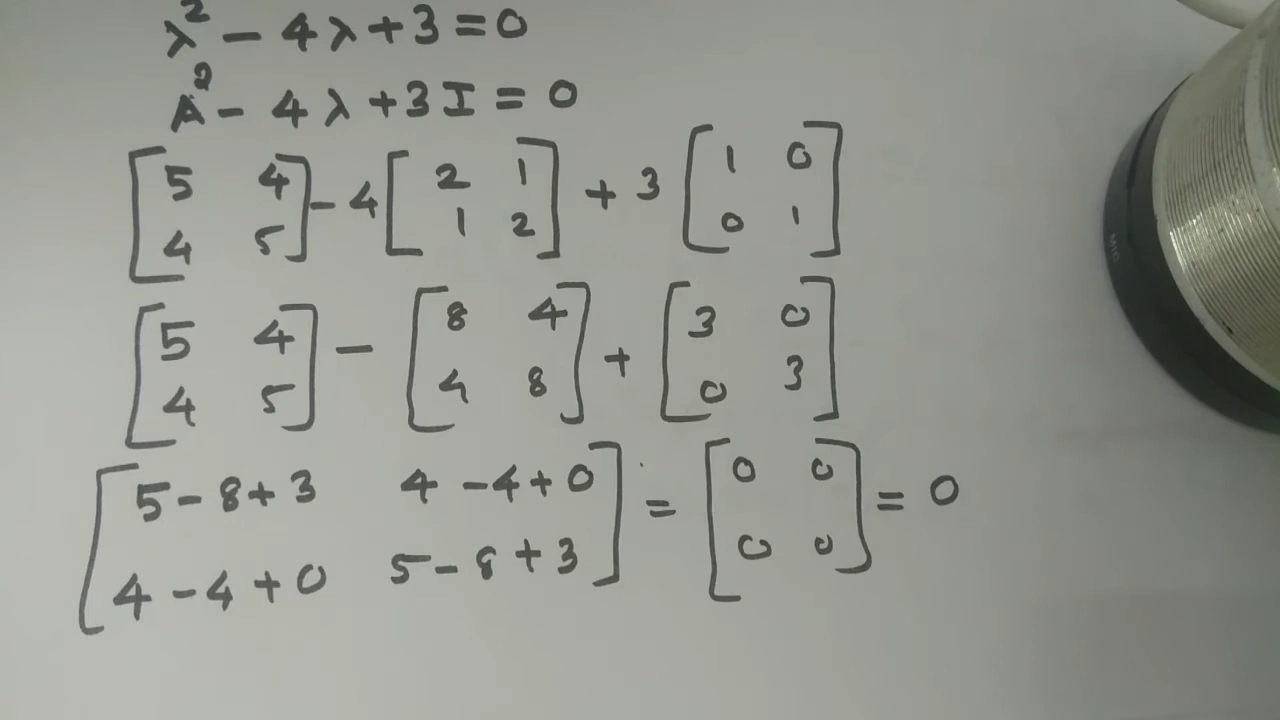 λ² - 4λ + 3 = 0
A² - 4λ + 3I = 0
[5 4; 4 5] - 4 [2 1; 1 2] + 3 [1 0; 0 1]
[5 4; 4 5] - [8 4; 4 8] + [3 0; 0 3]
[5-8+3 4-4+0; 4-4+0 5-8+3] = [0 0; 0 0] = 0
MIC